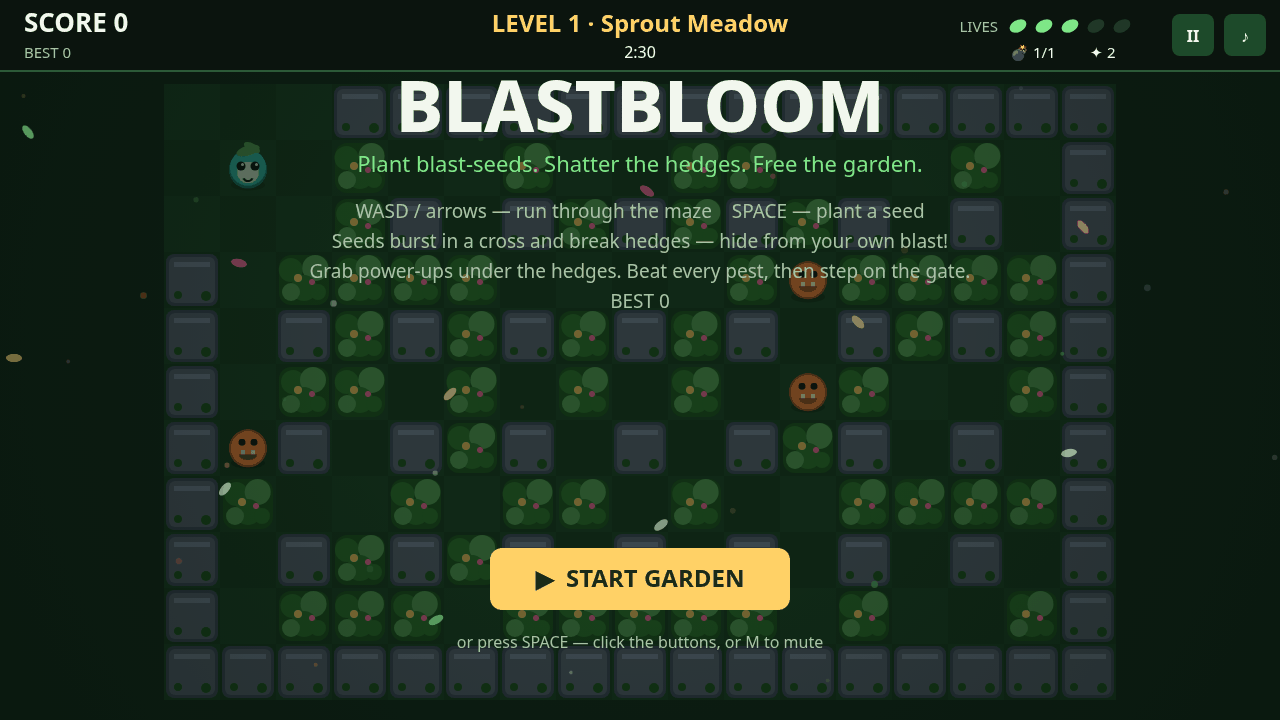 SCORE 0
BEST 0
LEVEL 1 · Sprout Meadow
2:30
LIVES
💣 1/1 ✦ 2
II ♪
BLASTBLOOM
Plant blast-seeds. Shatter the hedges. Free the garden.
WASD / arrows — run through the maze SPACE — plant a seed
Seeds burst in a cross and break hedges — hide from your own blast!
Grab power-ups under the hedges. Beat every pest, then step on the gate.
BEST 0
▶ START GARDEN
or press SPACE — click the buttons, or M to mute